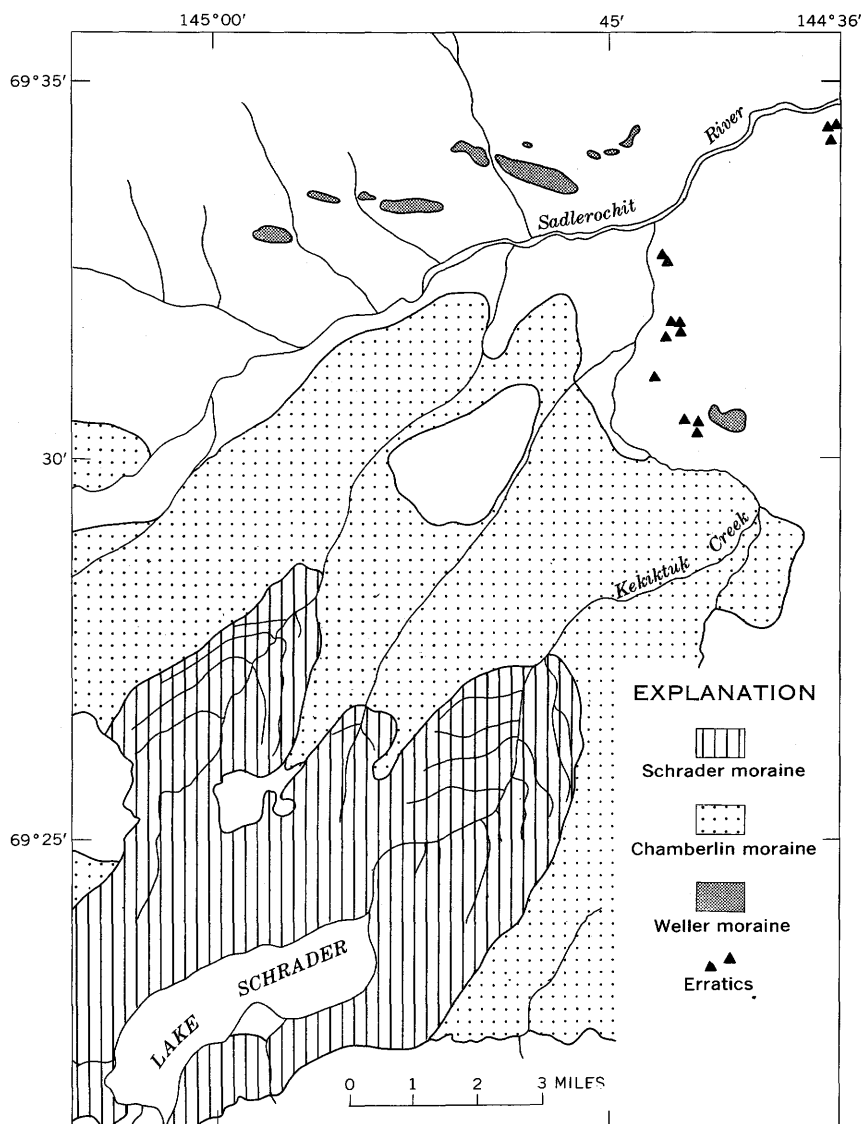 145°00'
45'
144°36'
69°35'
River
Sadlerochit
30'
Kekiktuk Creek
EXPLANATION
Schrader moraine
Chamberlin moraine
69°25'
Weller moraine
LAKE SCHRADER
Erratics
0 1 2 3 MILES